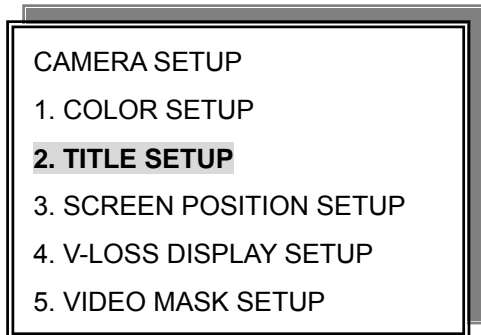 CAMERA SETUP
1. COLOR SETUP
2. TITLE SETUP
3. SCREEN POSITION SETUP
4. V-LOSS DISPLAY SETUP
5. VIDEO MASK SETUP